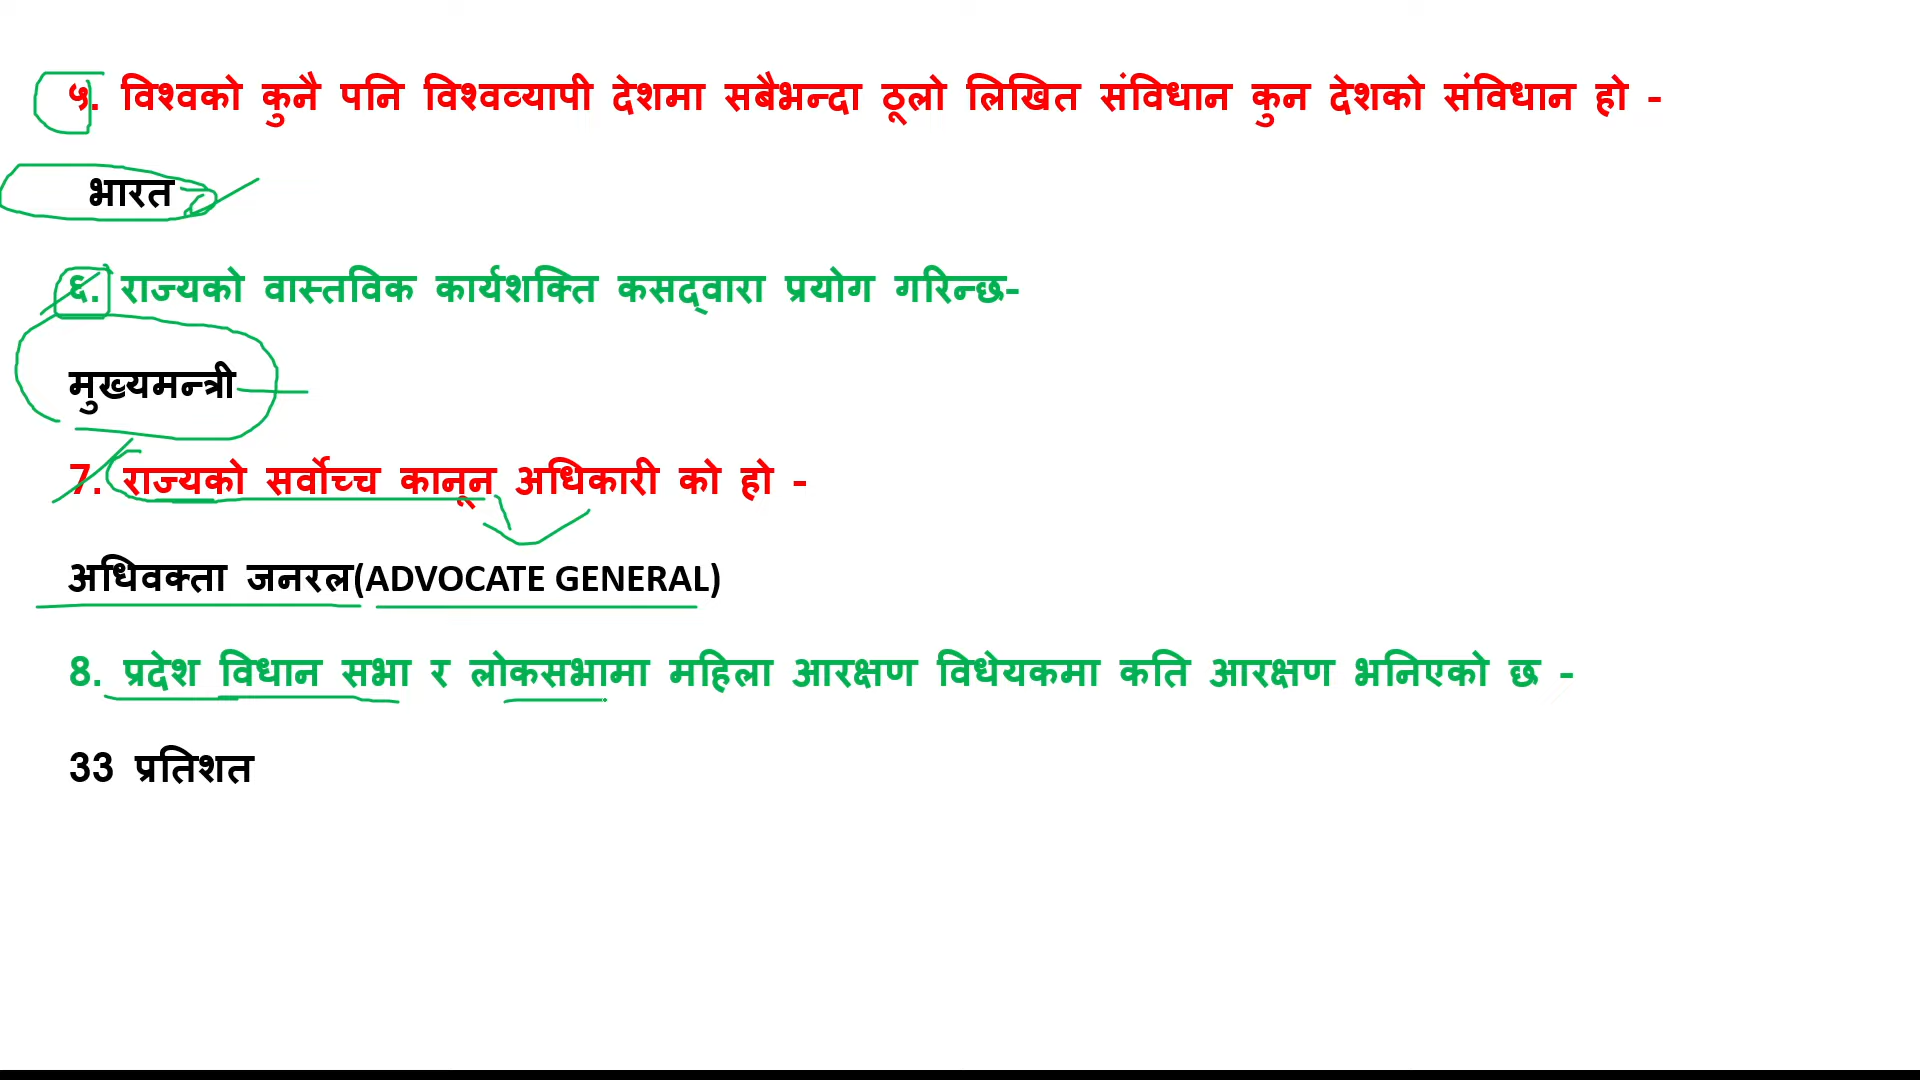 ५. विश्वको कुनै पनि विश्वव्यापी देशमा सबैभन्दा ठूलो लिखित संविधान कुन देशको संविधान हो -
भारत
६. राज्यको वास्तविक कार्यशक्ति कसद्वारा प्रयोग गरिन्छ-
मुख्यमन्त्री
7. राज्यको सर्वोच्च कानून अधिकारी को हो -
अधिवक्ता जनरल(ADVOCATE GENERAL)
8. प्रदेश विधान सभा र लोकसभामा महिला आरक्षण विधेयकमा कति आरक्षण भनिएको छ -
33 प्रतिशत